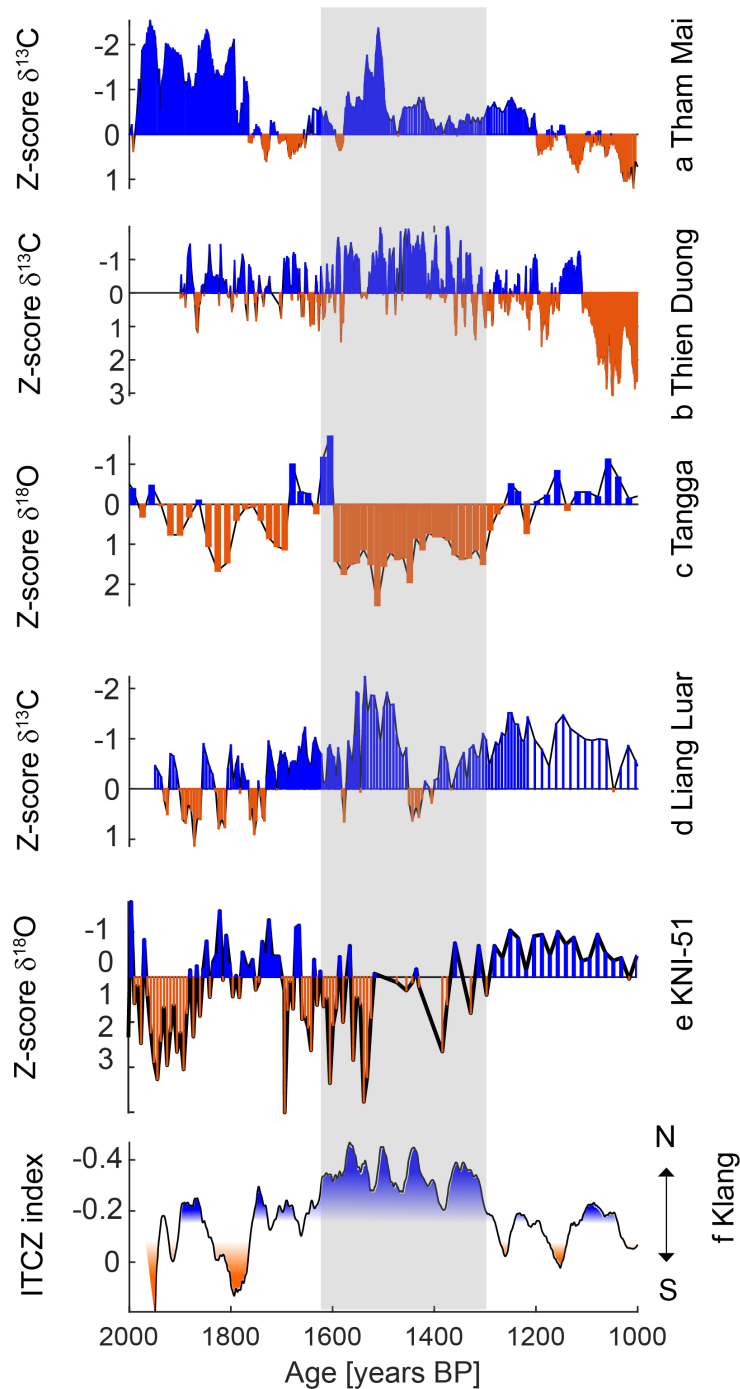 Z-score δ13C
-2
-1
0
1
a Tham Mai
Z-score δ13C
-1
0
1
2
3
b Thien Duong
Z-score δ18O
-1
0
1
2
c Tangga
Z-score δ13C
-2
-1
0
1
d Liang Luar
Z-score δ18O
-1
0
1
2
3
e KNI-51
ITCZ index
-0.4
-0.2
0
N
S
f Klang
2000 1800 1600 1400 1200 1000
Age [years BP]